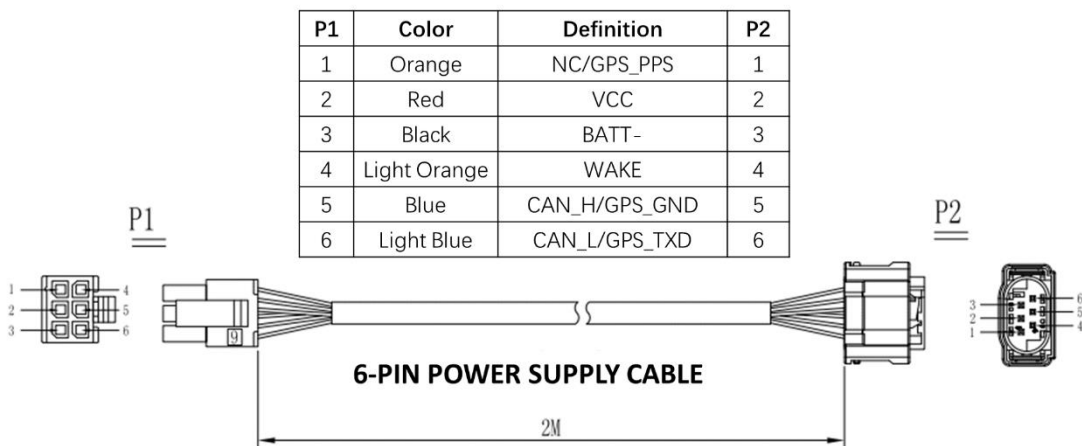 P1 Color Definition P2
1 Orange NC/GPS_PPS 1
2 Red VCC 2
3 Black BATT- 3
4 Light Orange WAKE 4
5 Blue CAN_H/GPS_GND 5
6 Light Blue CAN_L/GPS_TXD 6
P1
P2
1 4
2 5
3 6
9
3 6
2 5
1 4
6-PIN POWER SUPPLY CABLE
2M